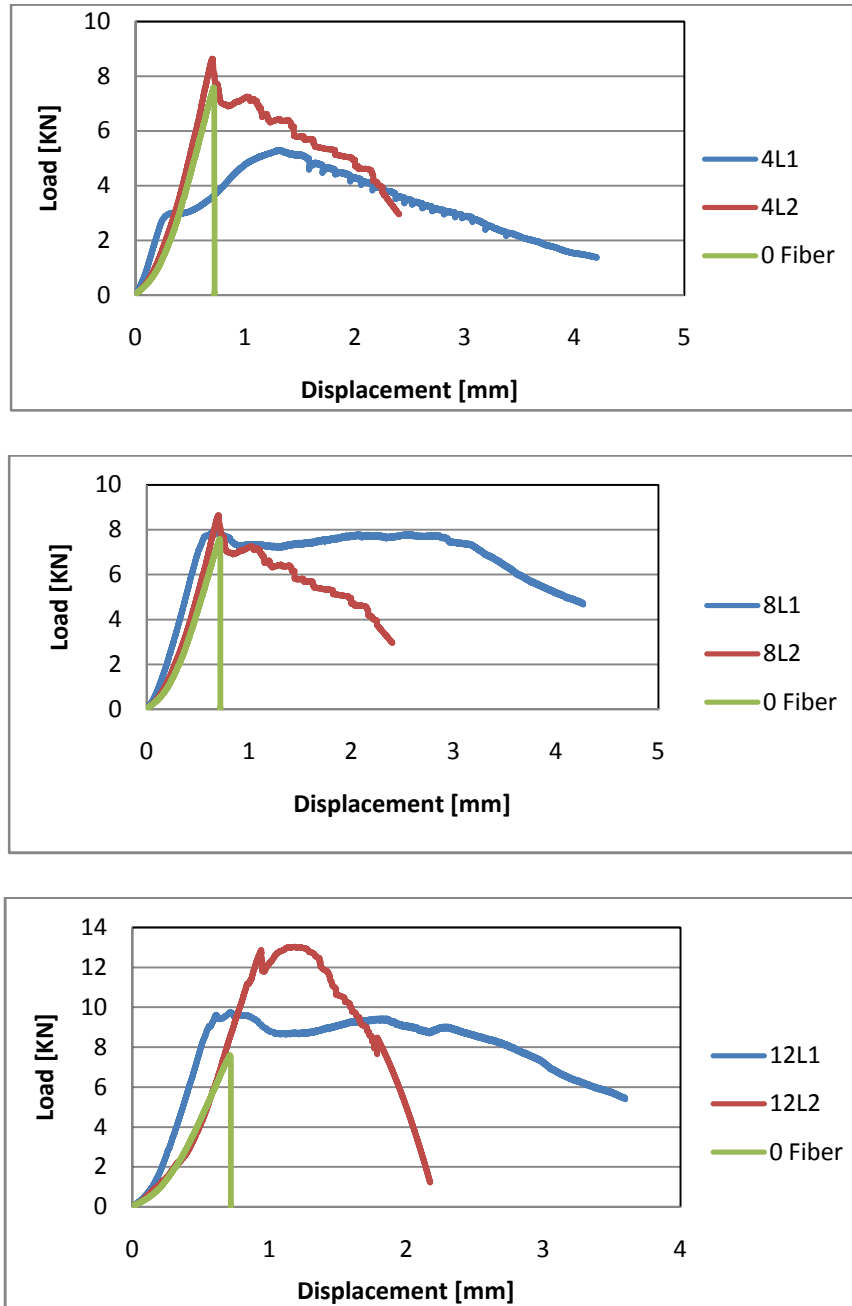 10
8
6
4
2
0
Load [KN]
0 1 2 3 4 5
Displacement [mm]
4L1
4L2
0 Fiber
10
8
6
4
2
0
Load [KN]
0 1 2 3 4 5
Displacement [mm]
8L1
8L2
0 Fiber
14
12
10
8
6
4
2
0
Load [KN]
0 1 2 3 4
Displacement [mm]
12L1
12L2
0 Fiber